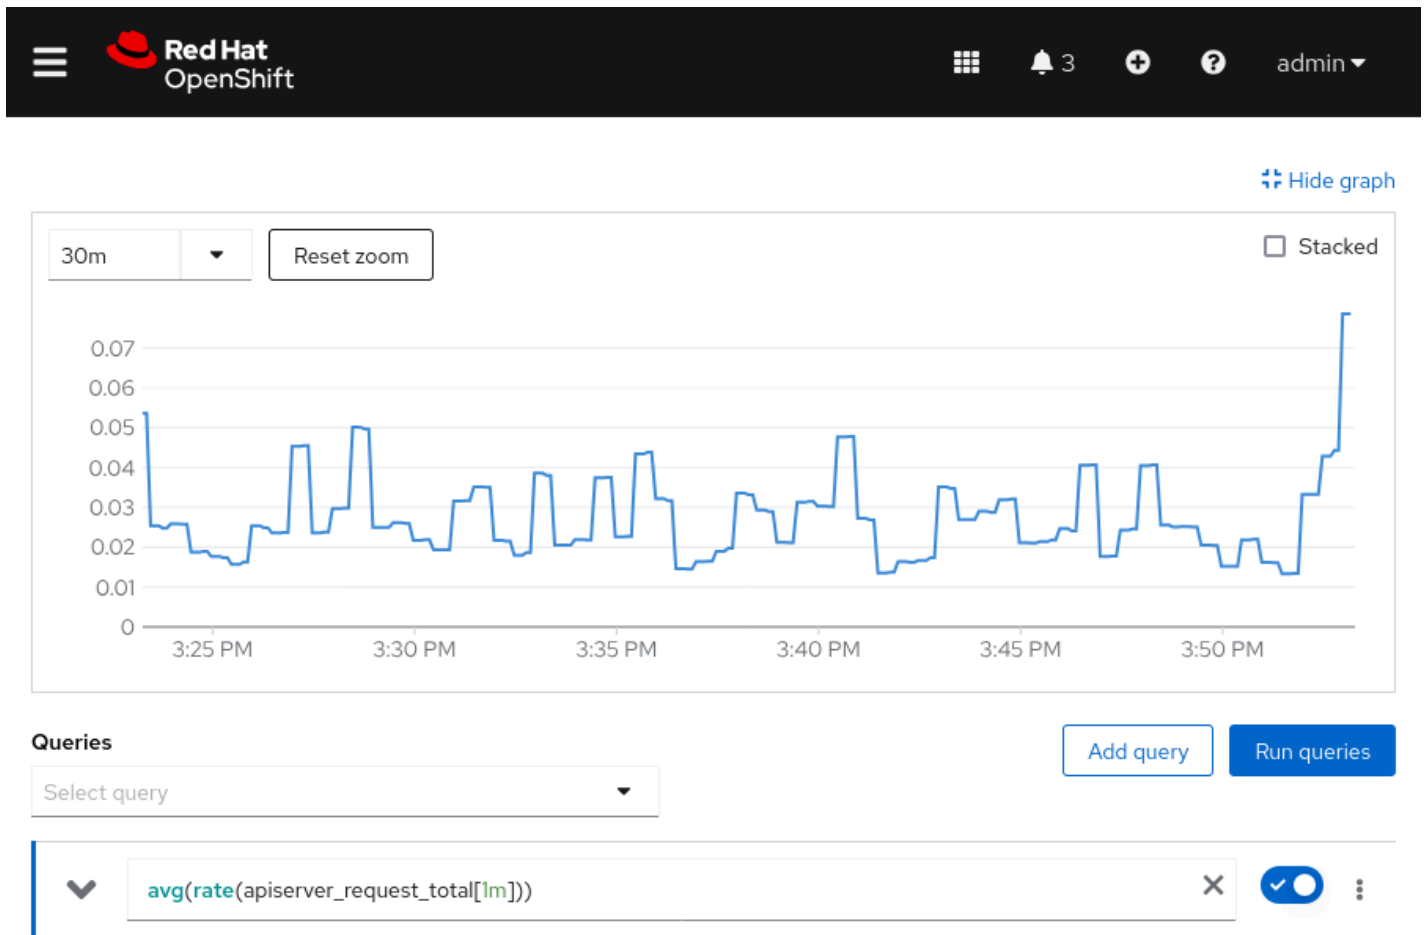 Red Hat
OpenShift
3
admin
Hide graph
30m
Reset zoom
Stacked
0.07
0.06
0.05
0.04
0.03
0.02
0.01
0
3:25 PM 3:30 PM 3:35 PM 3:40 PM 3:45 PM 3:50 PM
Queries
Add query
Run queries
Select query
avg(rate(apiserver_request_total[1m]))